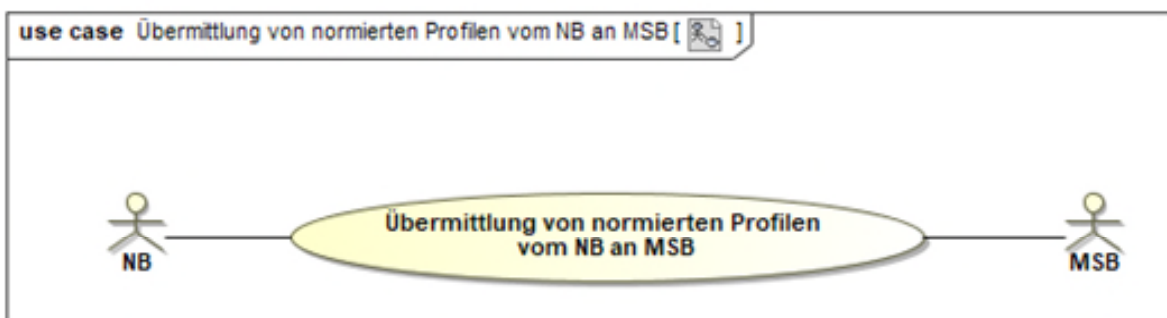 use case Übermittlung von normierten Profilen vom NB an MSB [ ]
Übermittlung von normierten Profilen
vom NB an MSB
NB
MSB